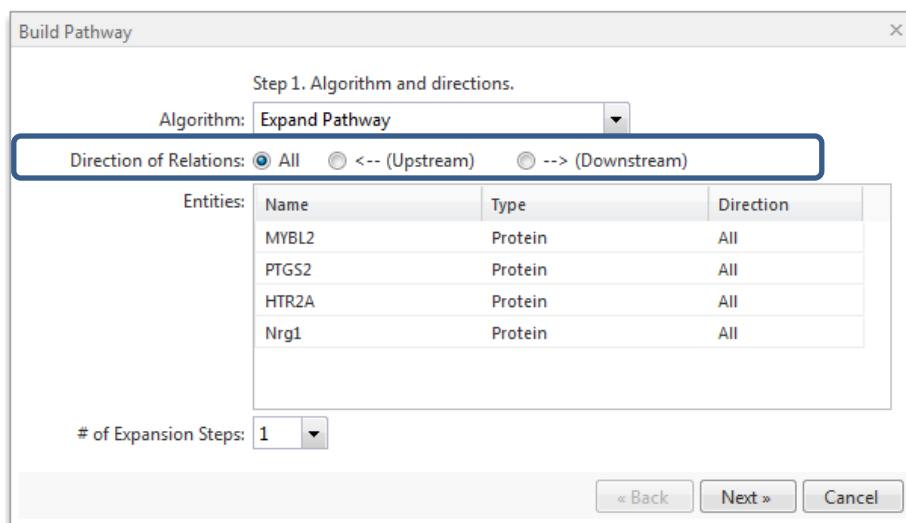 Build Pathway
Step 1. Algorithm and directions.
Algorithm: Expand Pathway
Direction of Relations: All <-- (Upstream) --> (Downstream)
Entities: Name Type Direction
MYBL2 Protein All
PTGS2 Protein All
HTR2A Protein All
Nrg1 Protein All
# of Expansion Steps: 1
« Back Next » Cancel